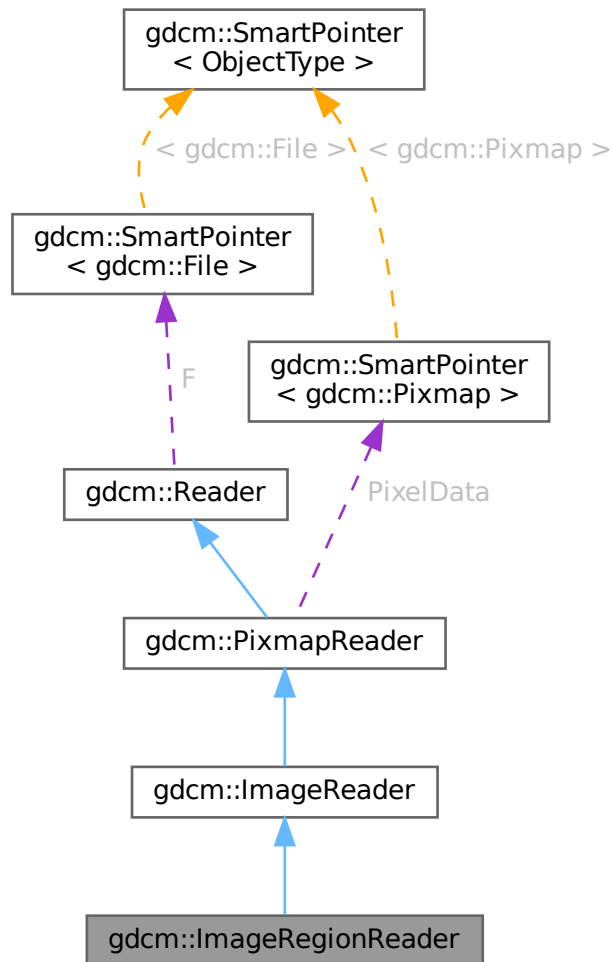 gdcm::SmartPointer
< ObjectType >
< gdcm::File >
< gdcm::Pixmap >
gdcm::SmartPointer
< gdcm::File >
gdcm::SmartPointer
< gdcm::Pixmap >
F
gdcm::Reader
PixelData
gdcm::PixmapReader
gdcm::ImageReader
gdcm::ImageRegionReader